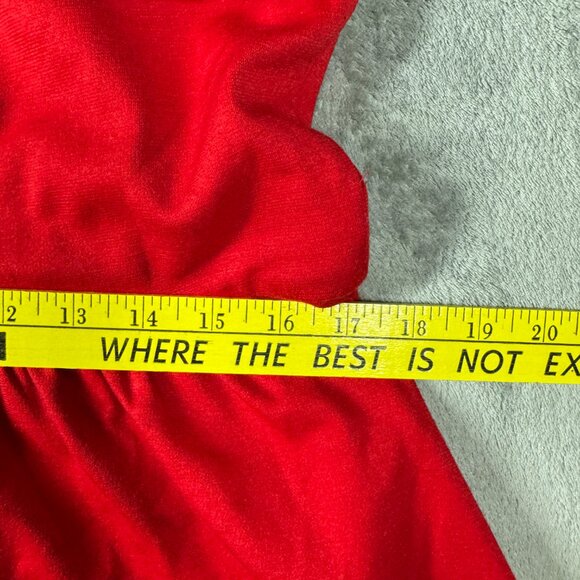 2 13 14 15 16 17 18 19 20
WHERE THE BEST IS NOT EX